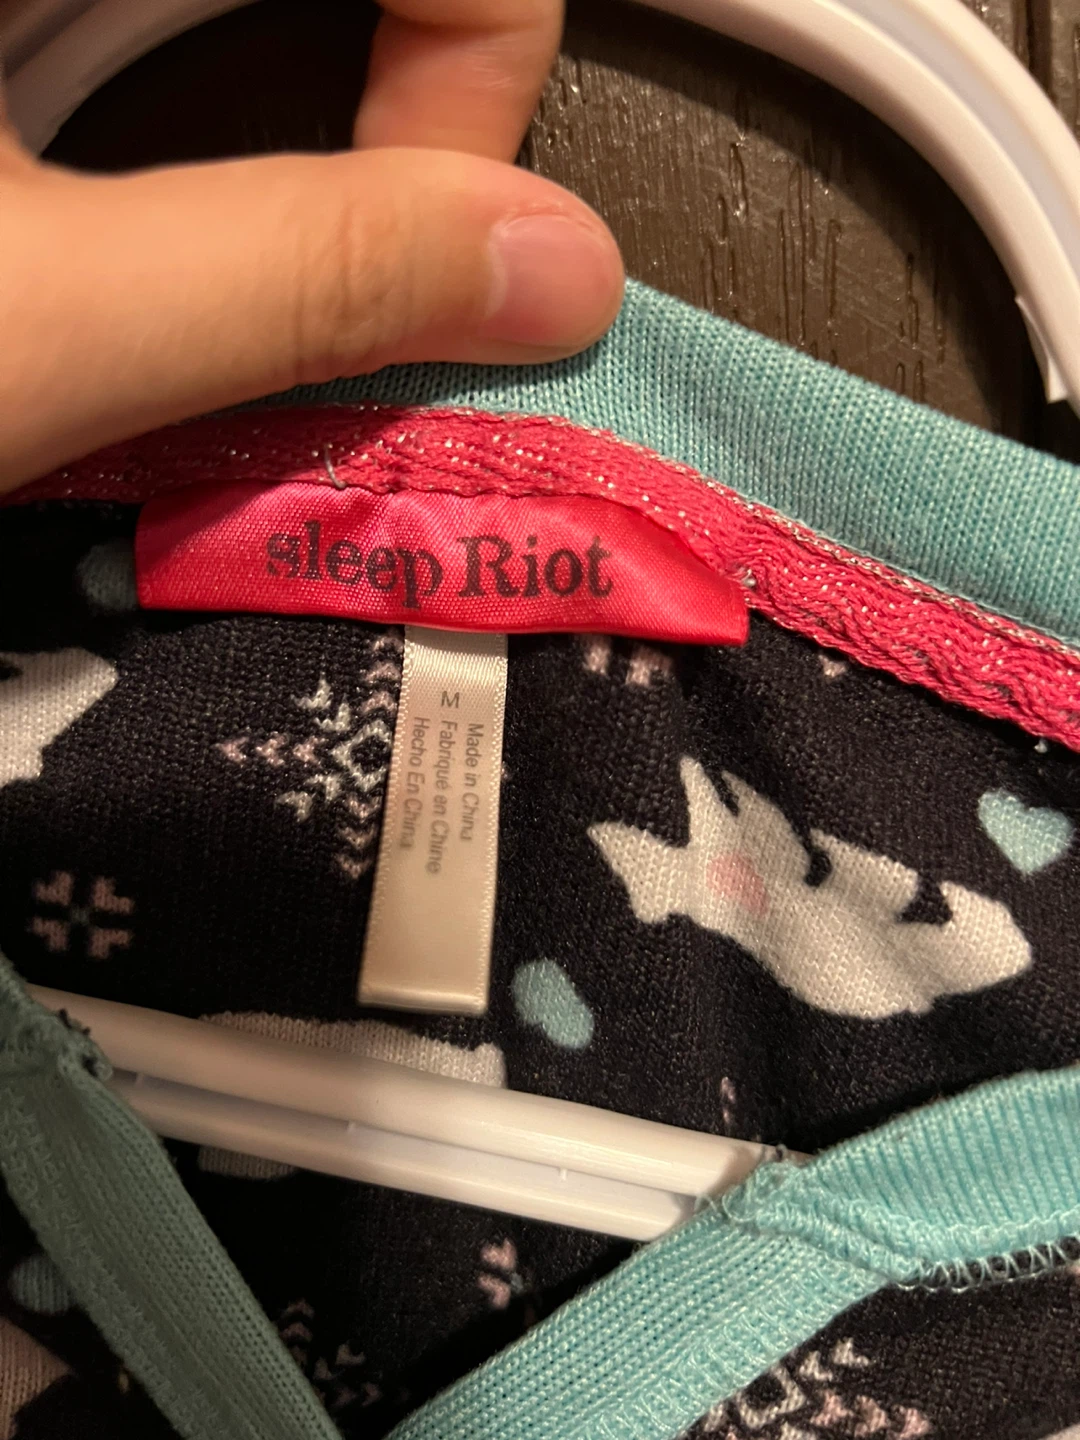 sleep Riot
M
Made in China
Fabriqué en Chine
Hecho En China